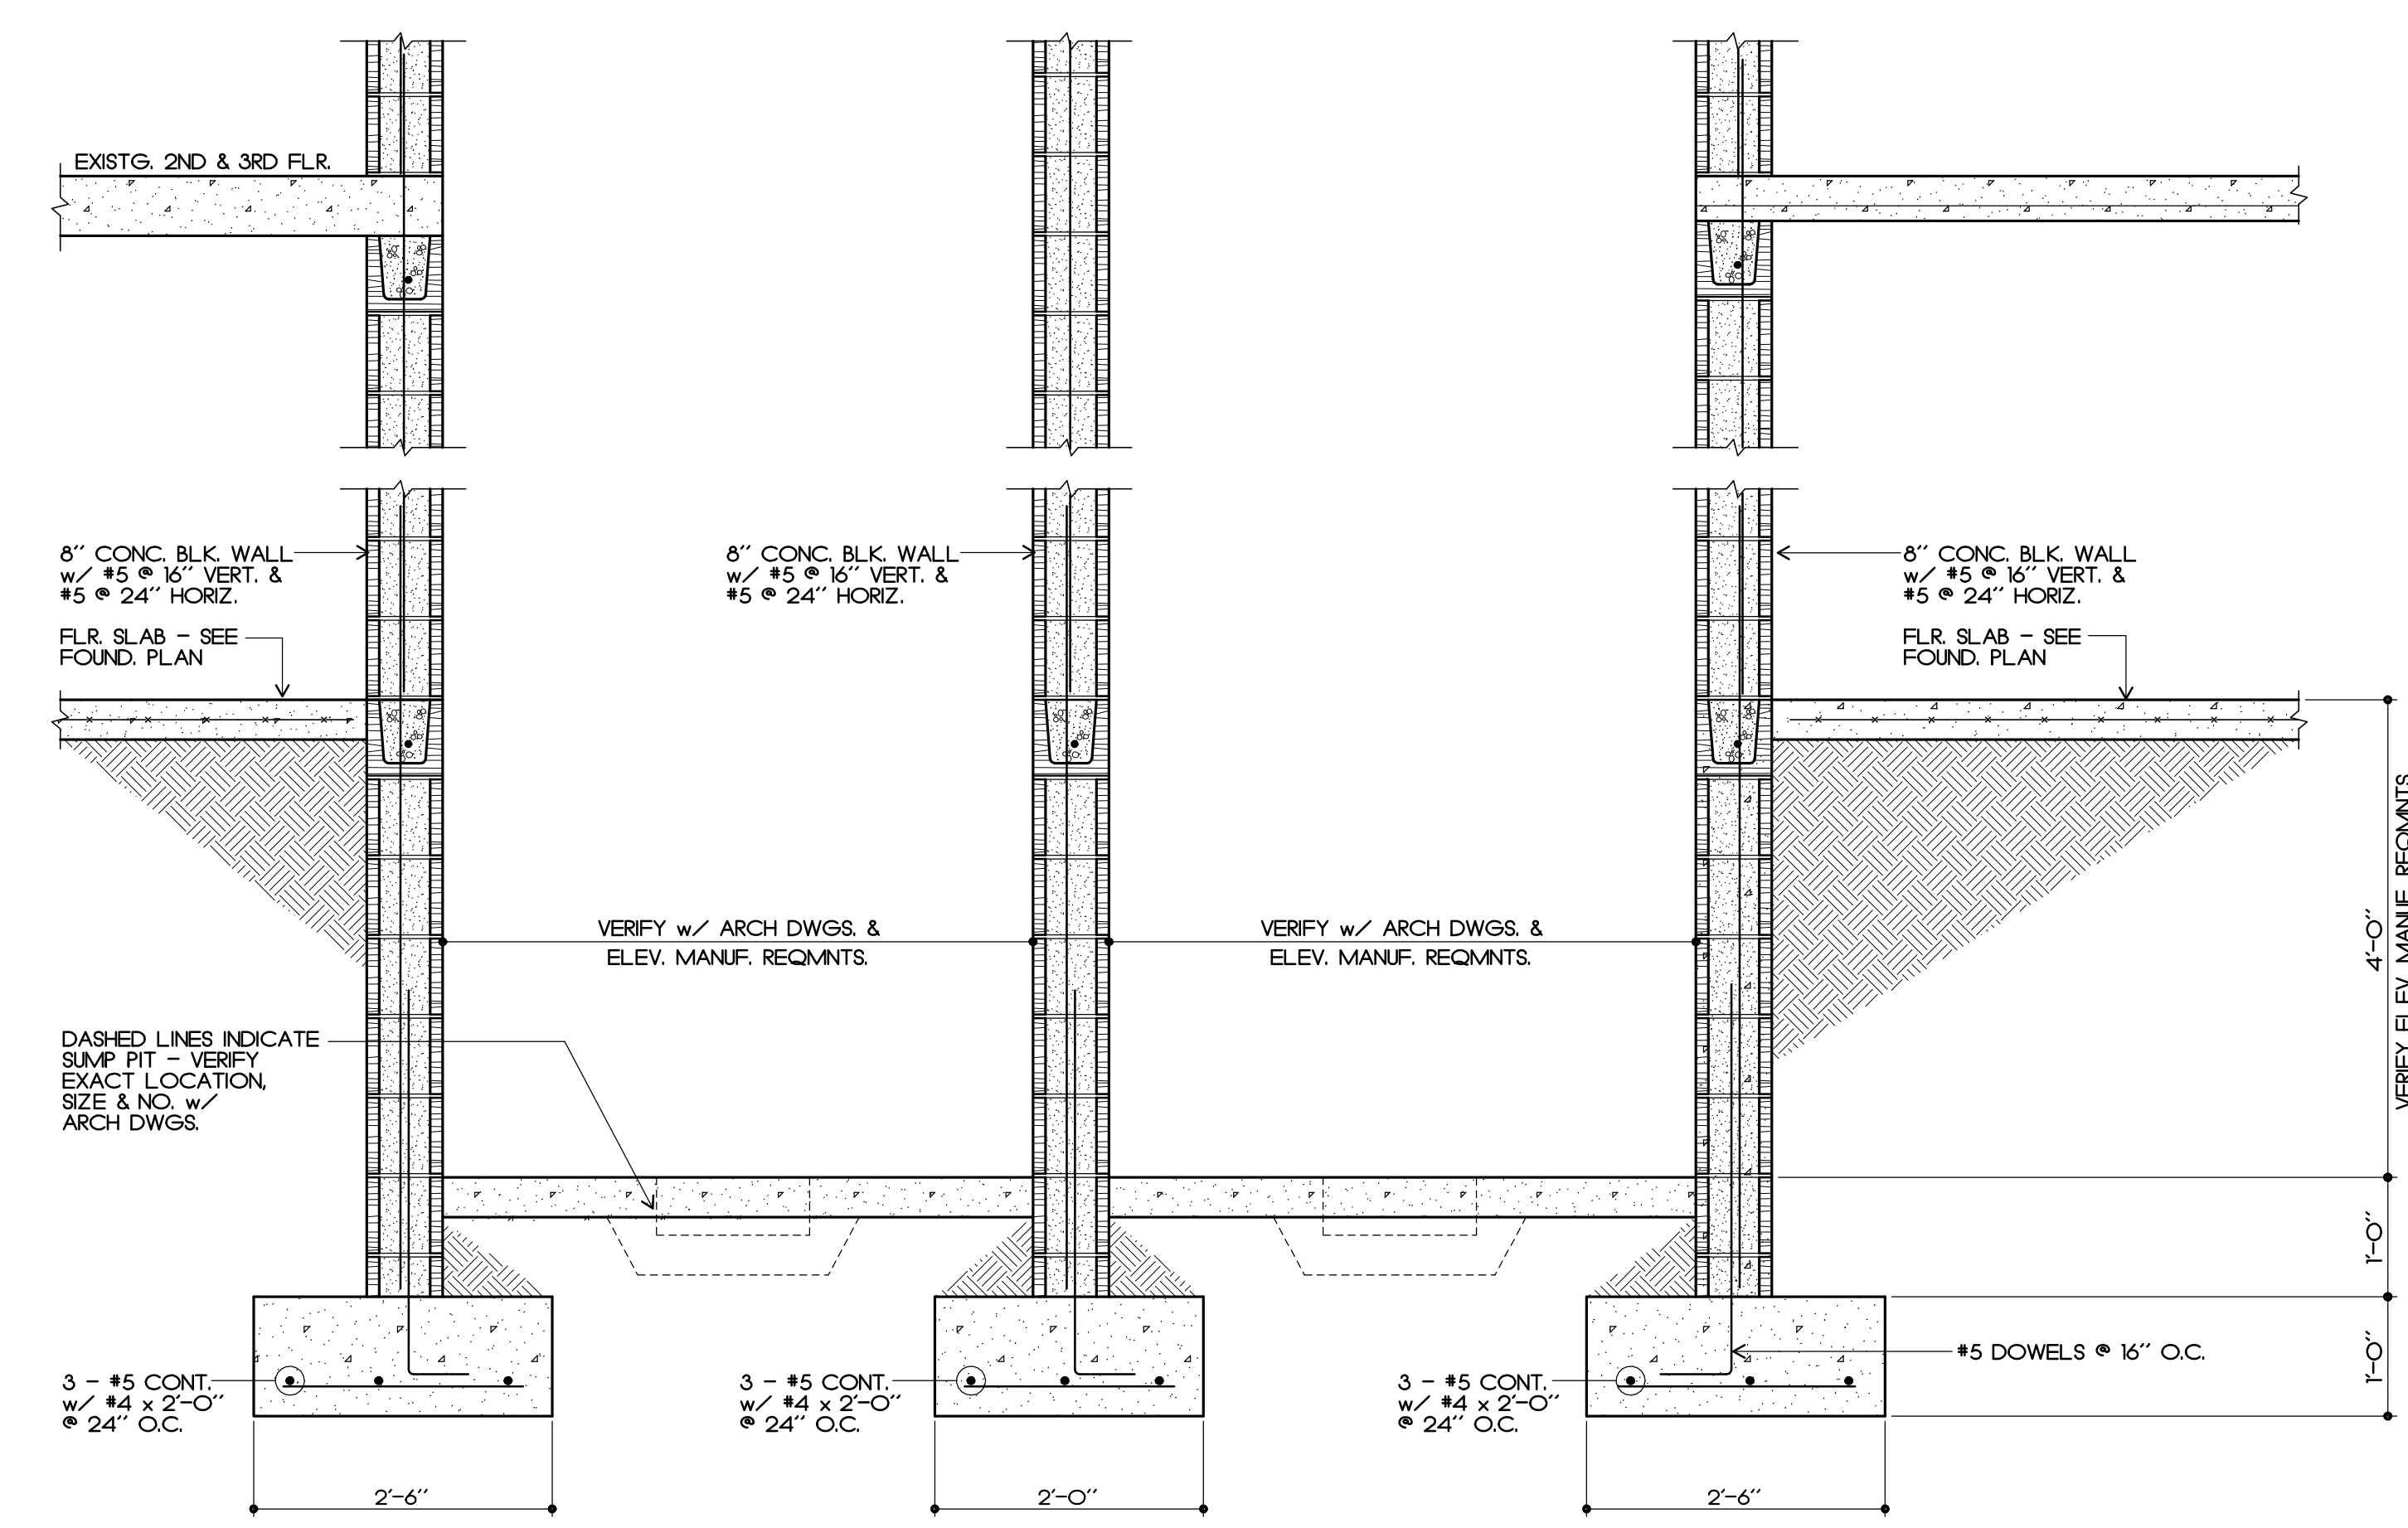 EXISTG. 2ND & 3RD FLR.
8" CONC. BLK. WALL
w/ #5 @ 16" VERT. &
#5 @ 24" HORIZ.
FLR. SLAB - SEE
FOUND. PLAN
8" CONC. BLK. WALL
w/ #5 @ 16" VERT. &
#5 @ 24" HORIZ.
8" CONC. BLK. WALL
w/ #5 @ 16" VERT. &
#5 @ 24" HORIZ.
FLR. SLAB - SEE
FOUND. PLAN
VERIFY w/ ARCH DWGS. &
ELEV. MANUF. REQMNTS.
VERIFY w/ ARCH DWGS. &
ELEV. MANUF. REQMNTS.
4'-0"
VERIFY ELEV. MANUF. REQMNTS.
DASHED LINES INDICATE
SUMP PIT - VERIFY
EXACT LOCATION,
SIZE & NO. w/
ARCH DWGS.
1'-0"
1'-0"
#5 DOWELS @ 16" O.C.
3 - #5 CONT.
w/ #4 x 2'-0"
@ 24" O.C.
3 - #5 CONT.
w/ #4 x 2'-0"
@ 24" O.C.
3 - #5 CONT.
w/ #4 x 2'-0"
@ 24" O.C.
2'-6"
2'-0"
2'-6"